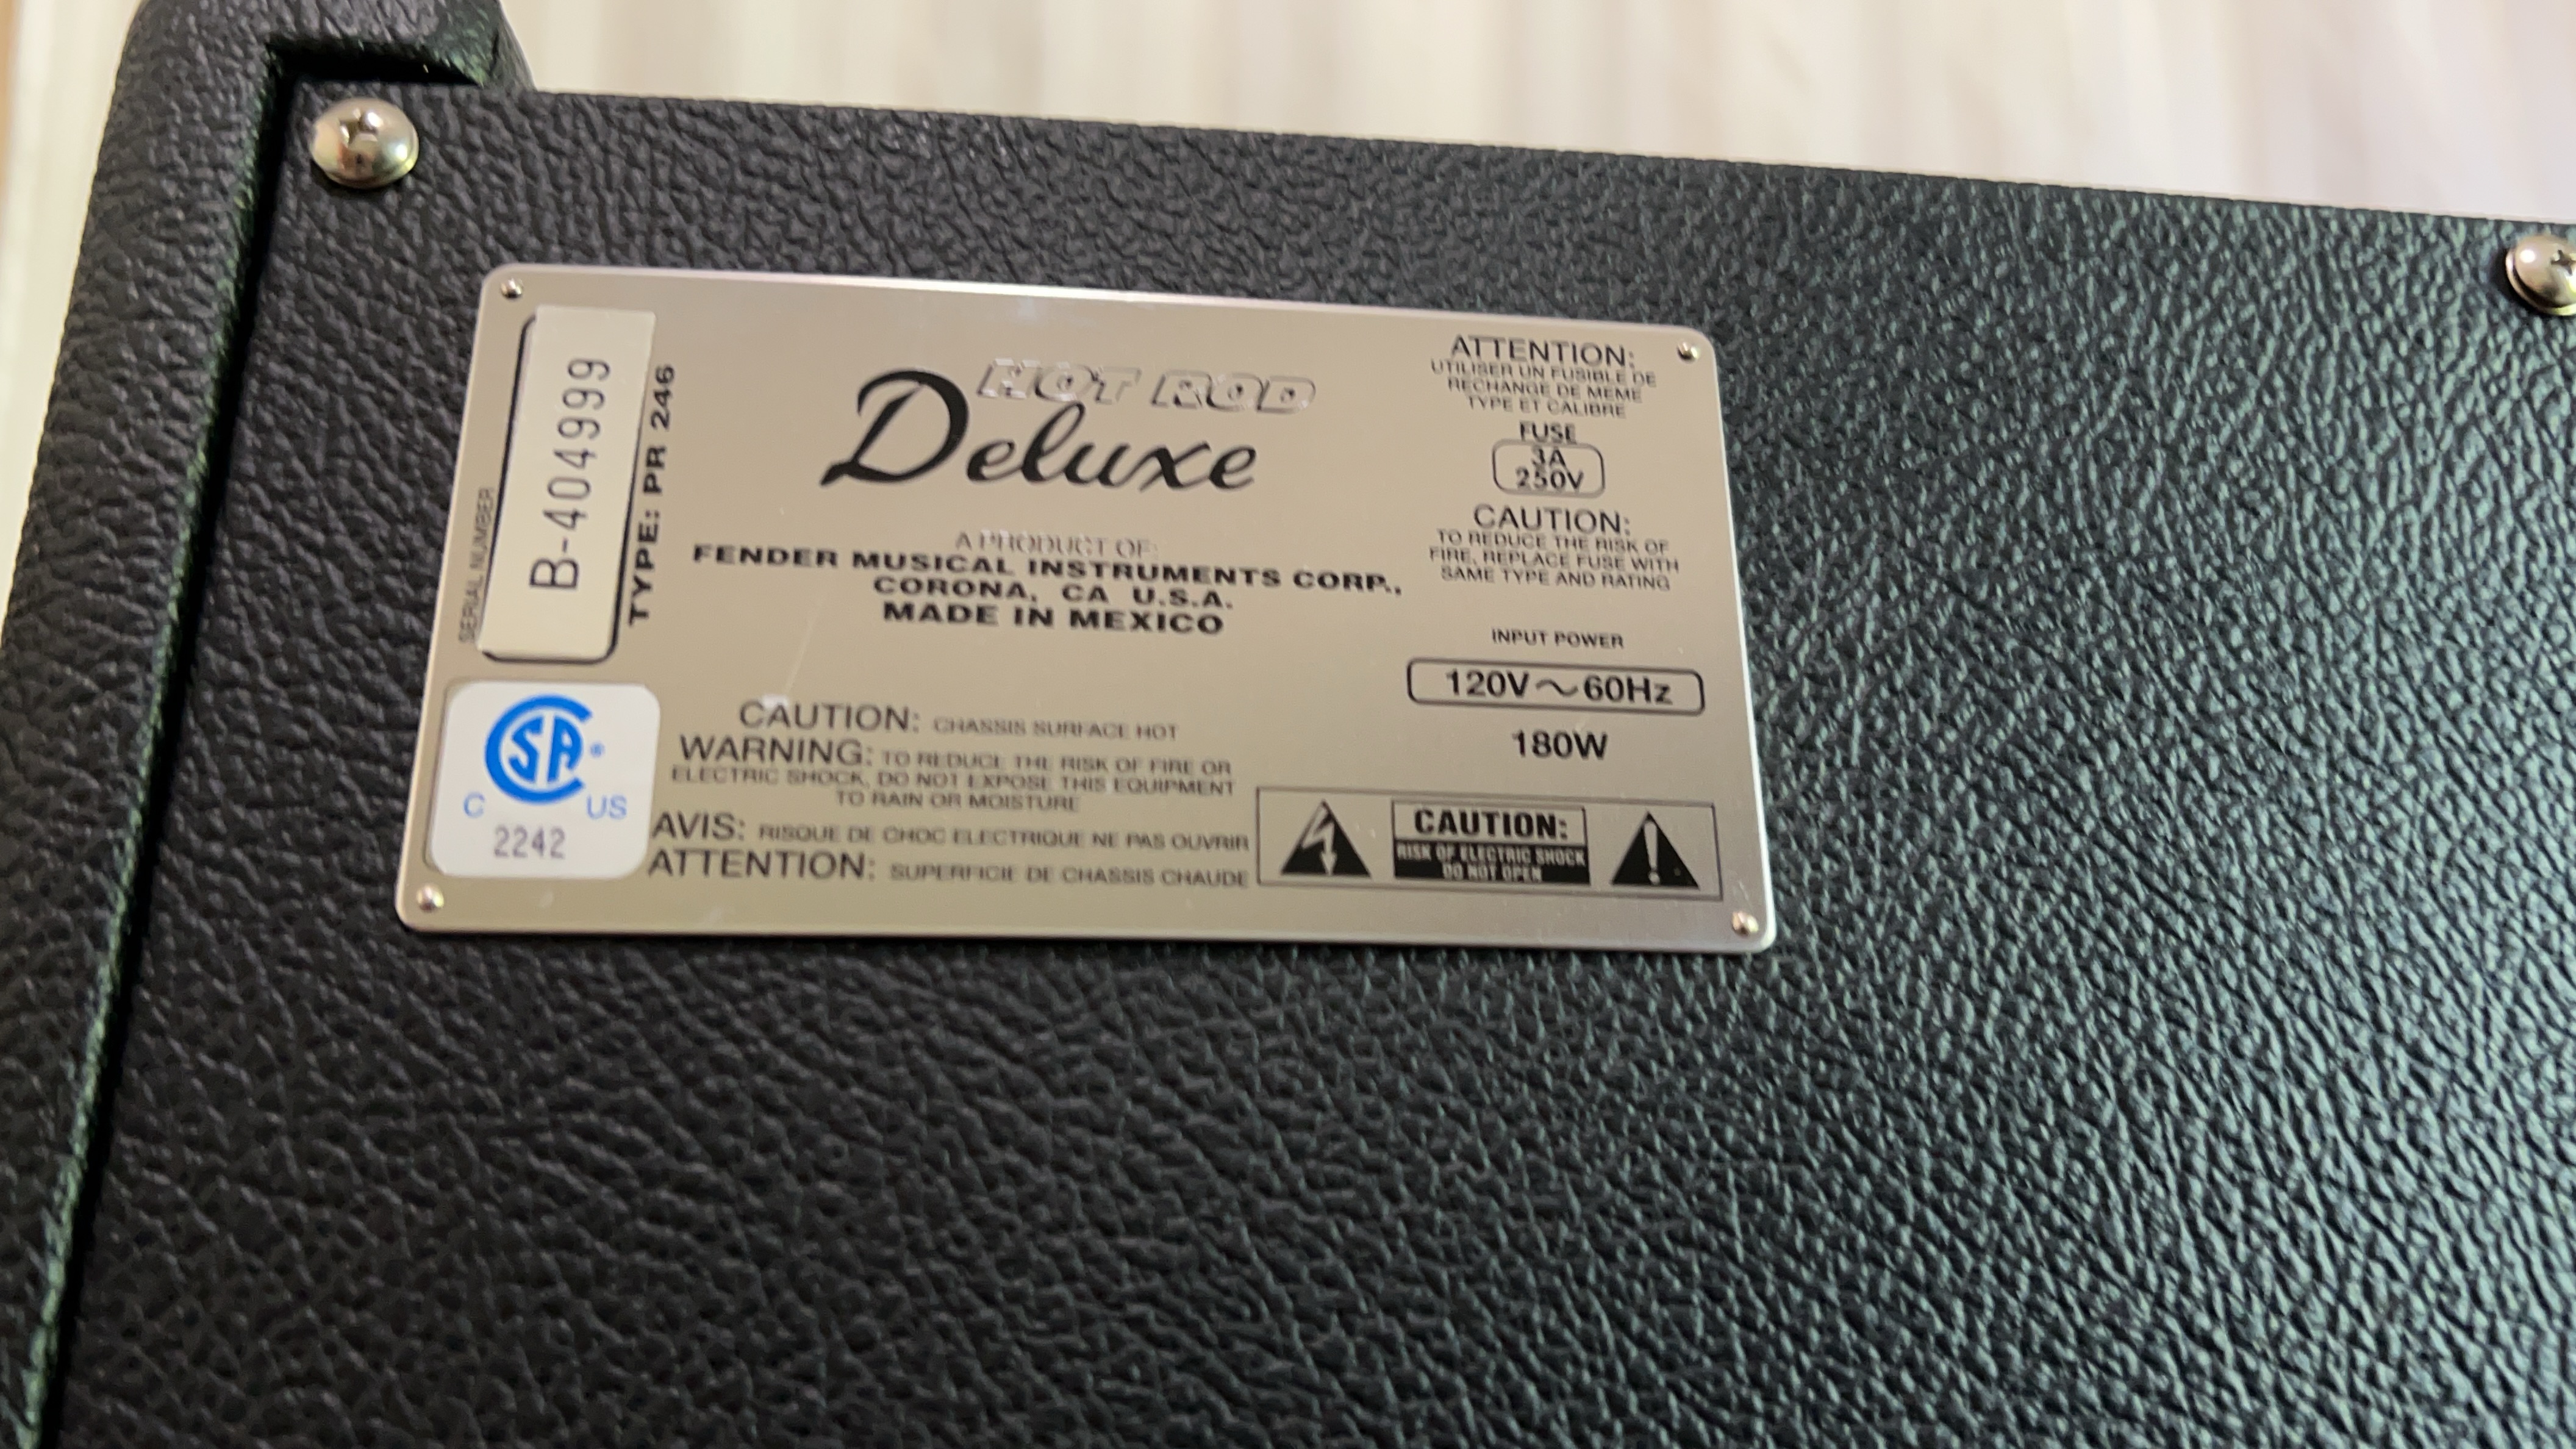 SERIAL NUMBER
B-404999
TYPE: PR 246
HOT ROD
Deluxe
A PRODUCT OF:
FENDER MUSICAL INSTRUMENTS CORP.,
CORONA, CA U.S.A.
MADE IN MEXICO
ATTENTION:
UTILISER UN FUSIBLE DE
RECHANGE DE MEME
TYPE ET CALIBRE
FUSE
3A
250V
CAUTION:
TO REDUCE THE RISK OF
FIRE, REPLACE FUSE WITH
SAME TYPE AND RATING
INPUT POWER
120V~60Hz
180W
CSA®
C US
2242
CAUTION: CHASSIS SURFACE HOT
WARNING: TO REDUCE THE RISK OF FIRE OR
ELECTRIC SHOCK, DO NOT EXPOSE THIS EQUIPMENT
TO RAIN OR MOISTURE
AVIS: RISQUE DE CHOC ELECTRIQUE NE PAS OUVRIR
ATTENTION: SUPERFICIE DE CHASSIS CHAUDE
CAUTION:
RISK OF ELECTRIC SHOCK
DO NOT OPEN